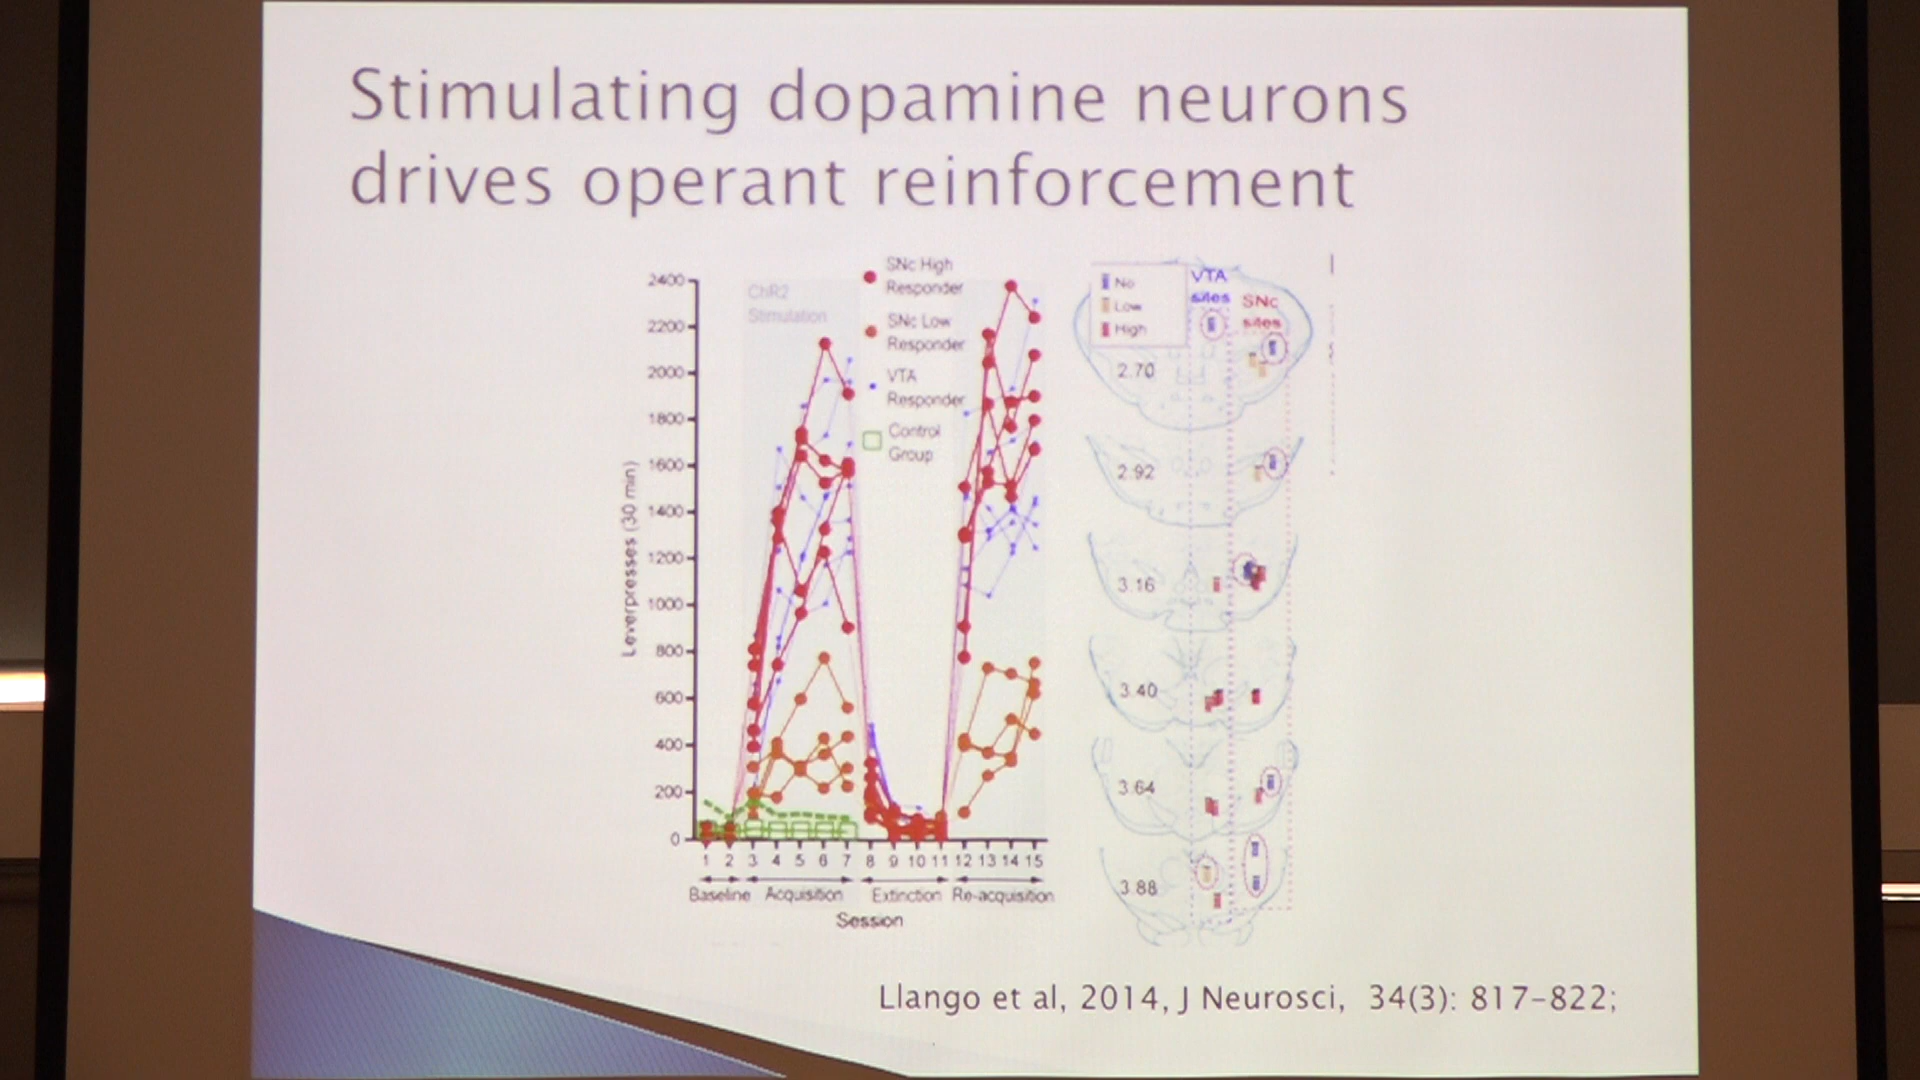 Stimulating dopamine neurons
drives operant reinforcement
SNc High
Responder
SNc Low
Responder
VTA
Responder
Control
Group
ChR2
Stimulation
Leverpresses (30 min)
2400
2200
2000
1800
1600
1400
1200
1000
800
600
400
200
0
1 2 3 4 5 6 7 8 9 10 11 12 13 14 15
Baseline Acquisition Extinction Re-acquisition
Session
No
Low
High
VTA
sites
SNc
sites
2.70
2.92
3.16
3.40
3.64
3.88
Llango et al, 2014, J Neurosci, 34(3): 817-822;